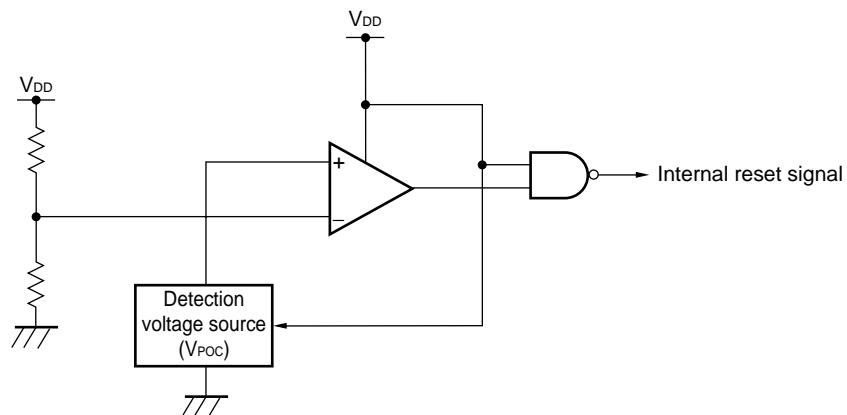 VDD
VDD
+
−
Internal reset signal
Detection
voltage source
(VPOC)